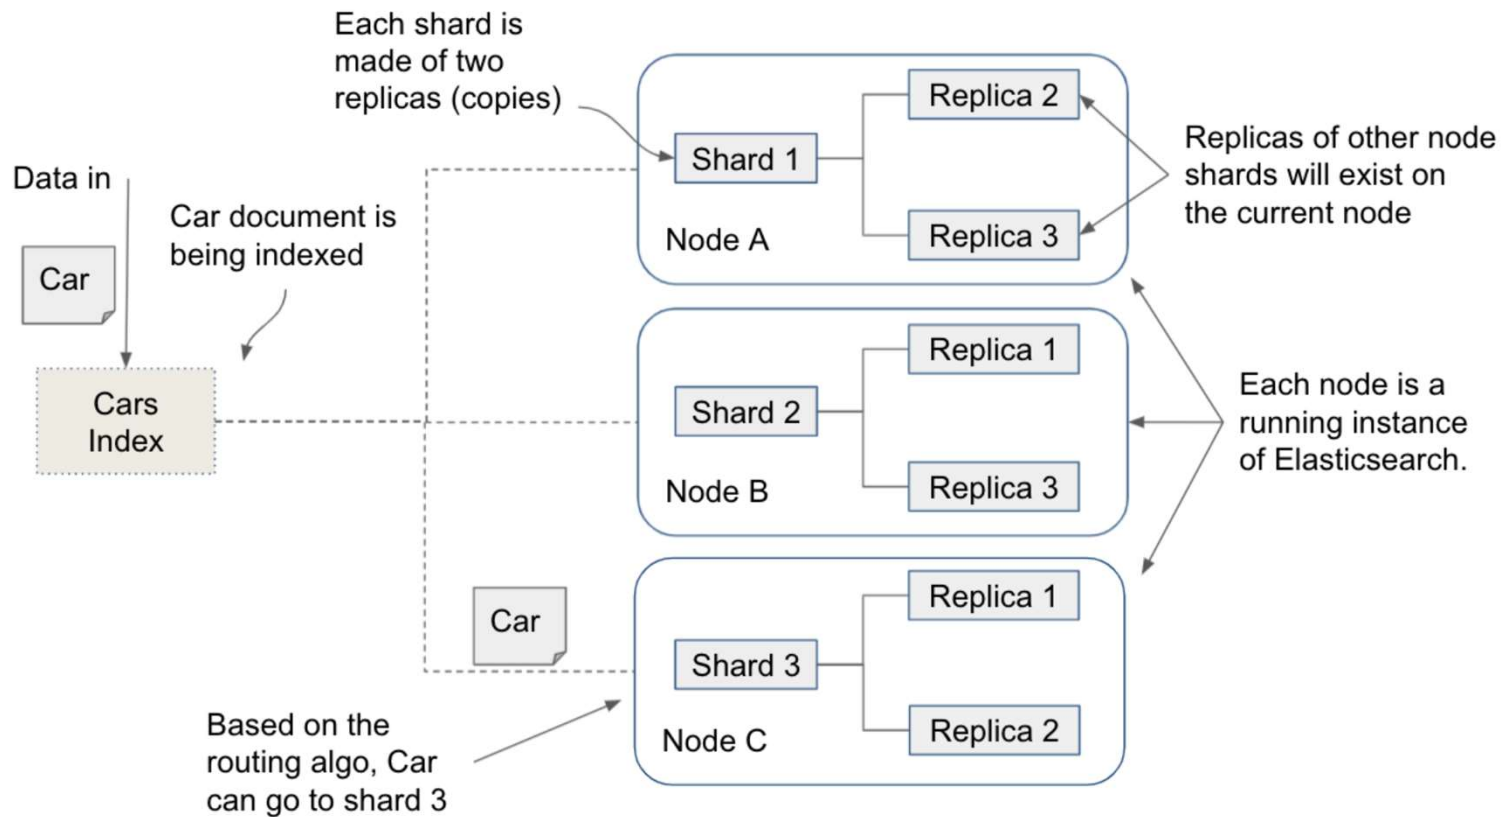 Each shard is
made of two
replicas (copies)
Data in
Car document is
being indexed
Car
Cars
Index
Shard 1
Replica 2
Replica 3
Node A
Replicas of other node
shards will exist on
the current node
Shard 2
Replica 1
Replica 3
Node B
Each node is a
running instance
of Elasticsearch.
Car
Shard 3
Replica 1
Replica 2
Node C
Based on the
routing algo, Car
can go to shard 3